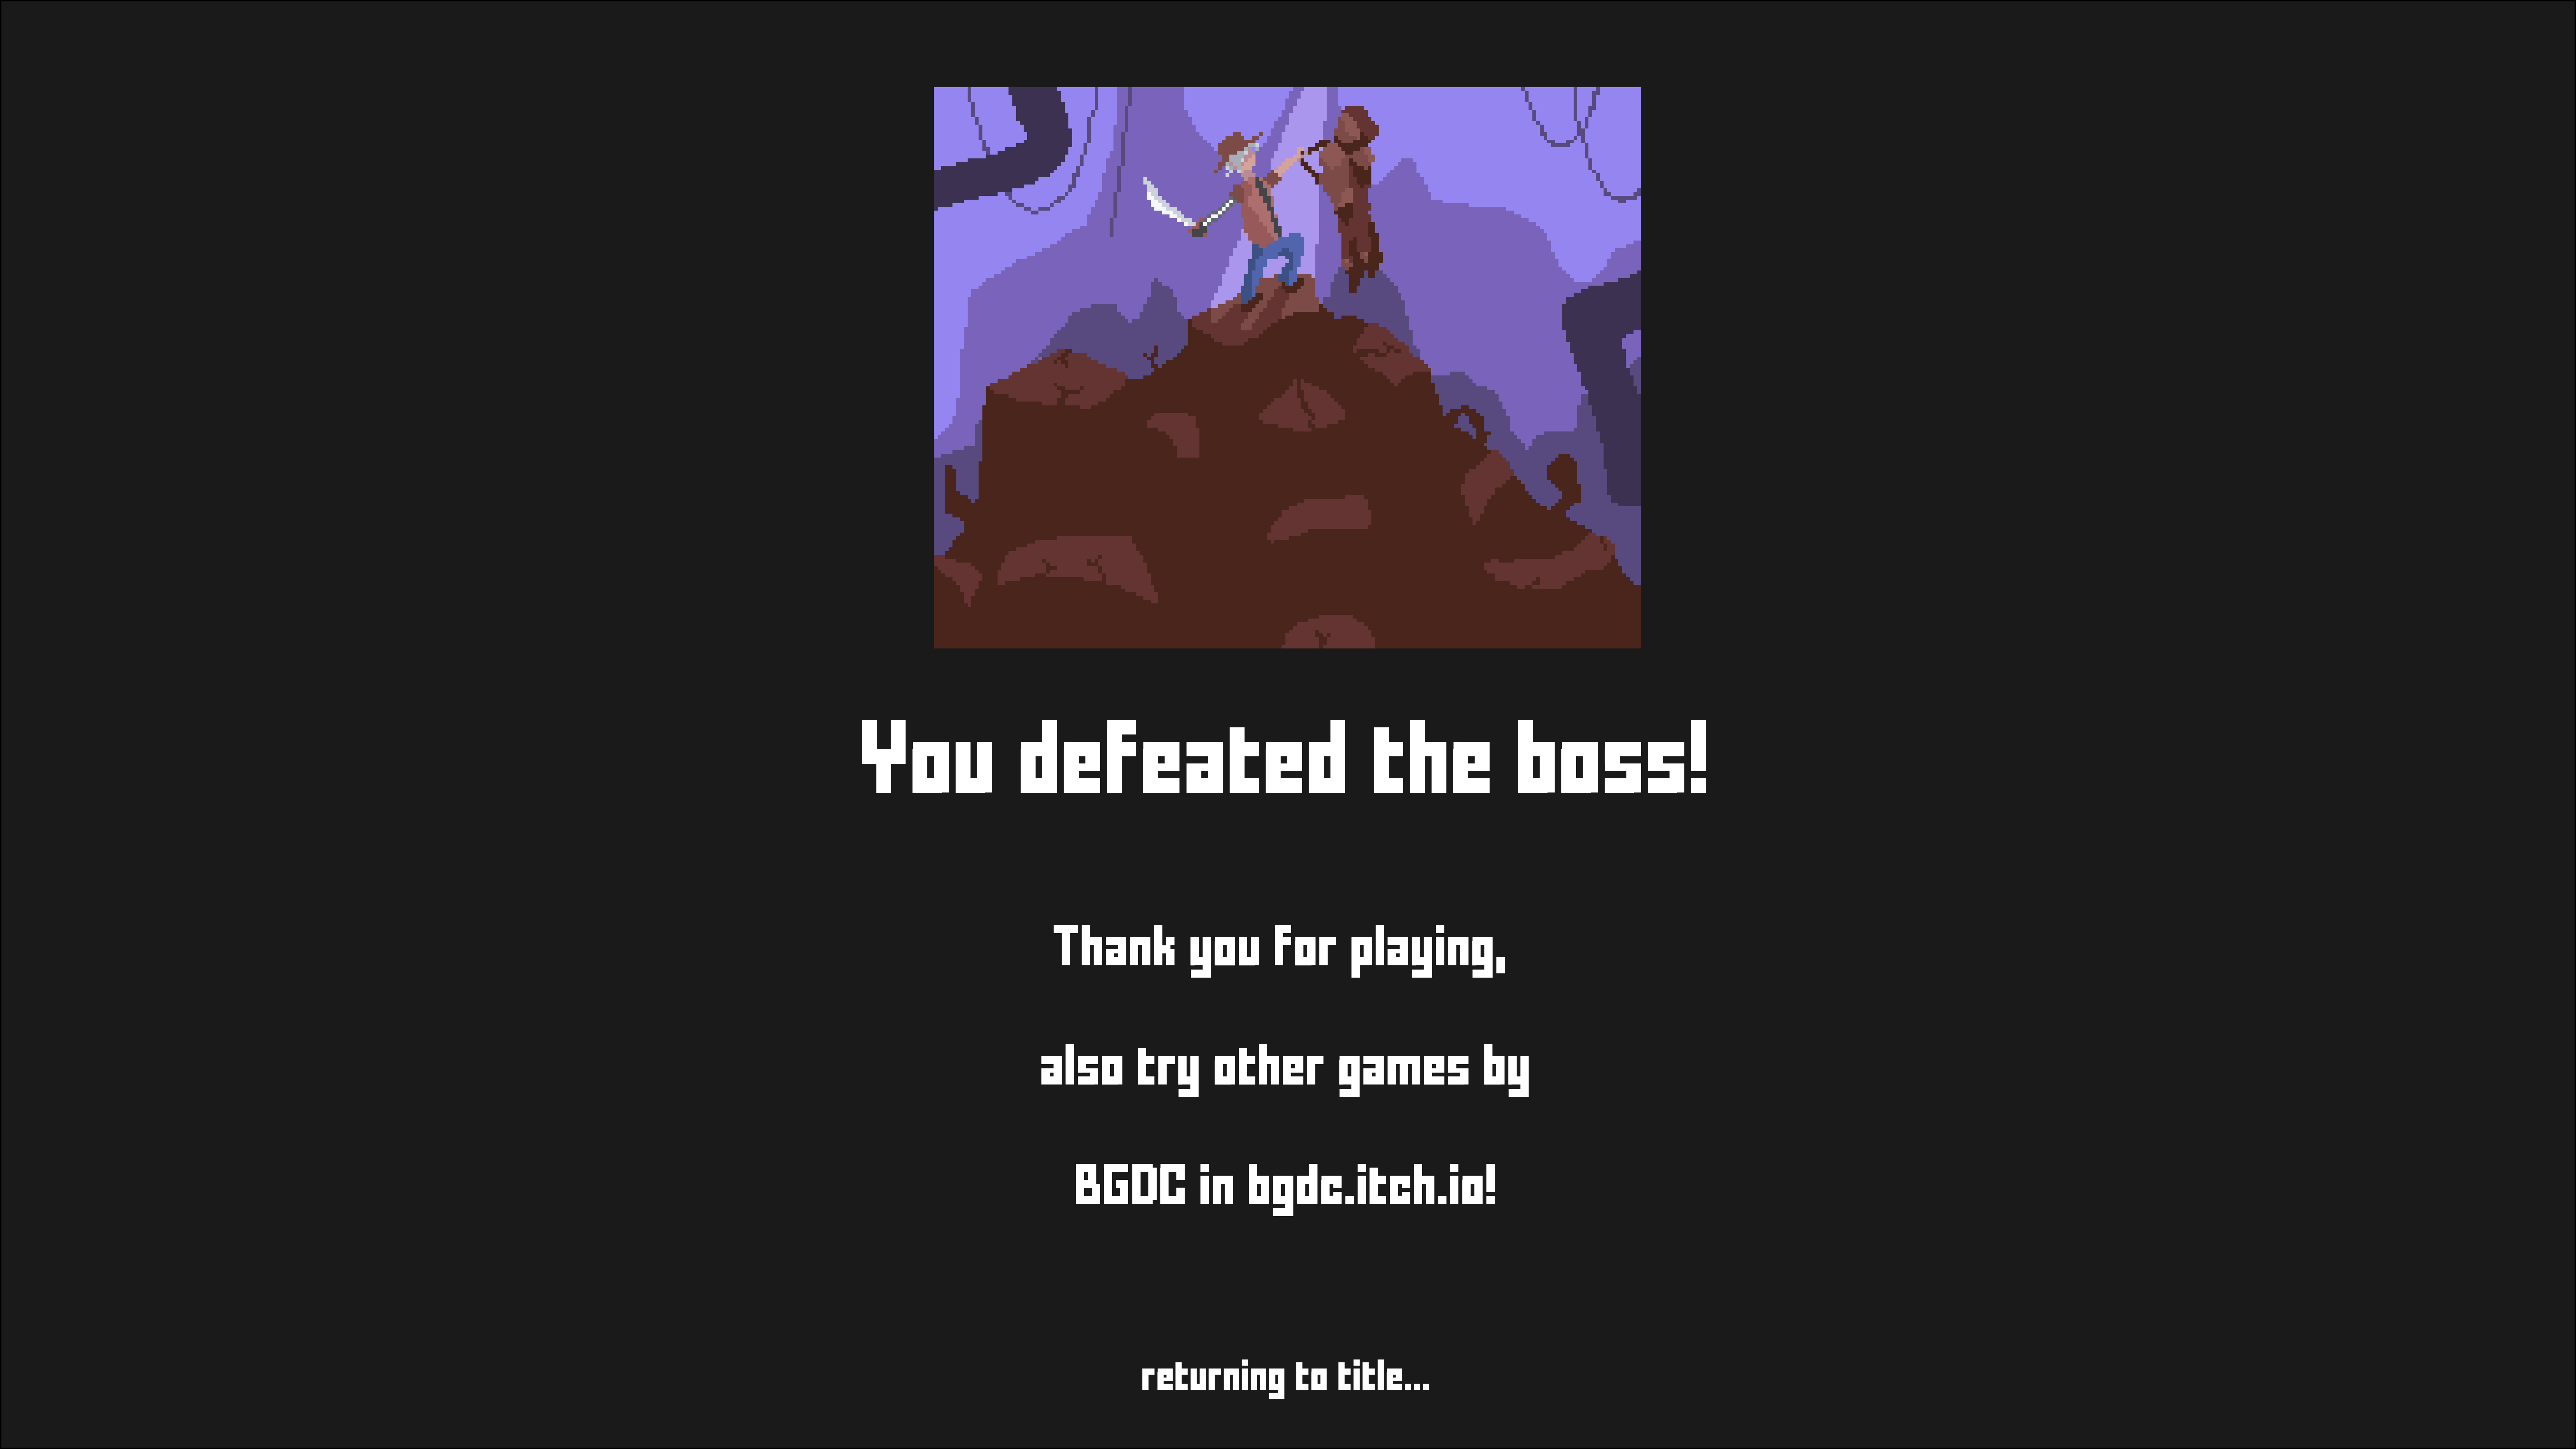 You defeated the boss!
Thank you for playing,
also try other games by
BGDC in bgdc.itch.io!
returning to title...